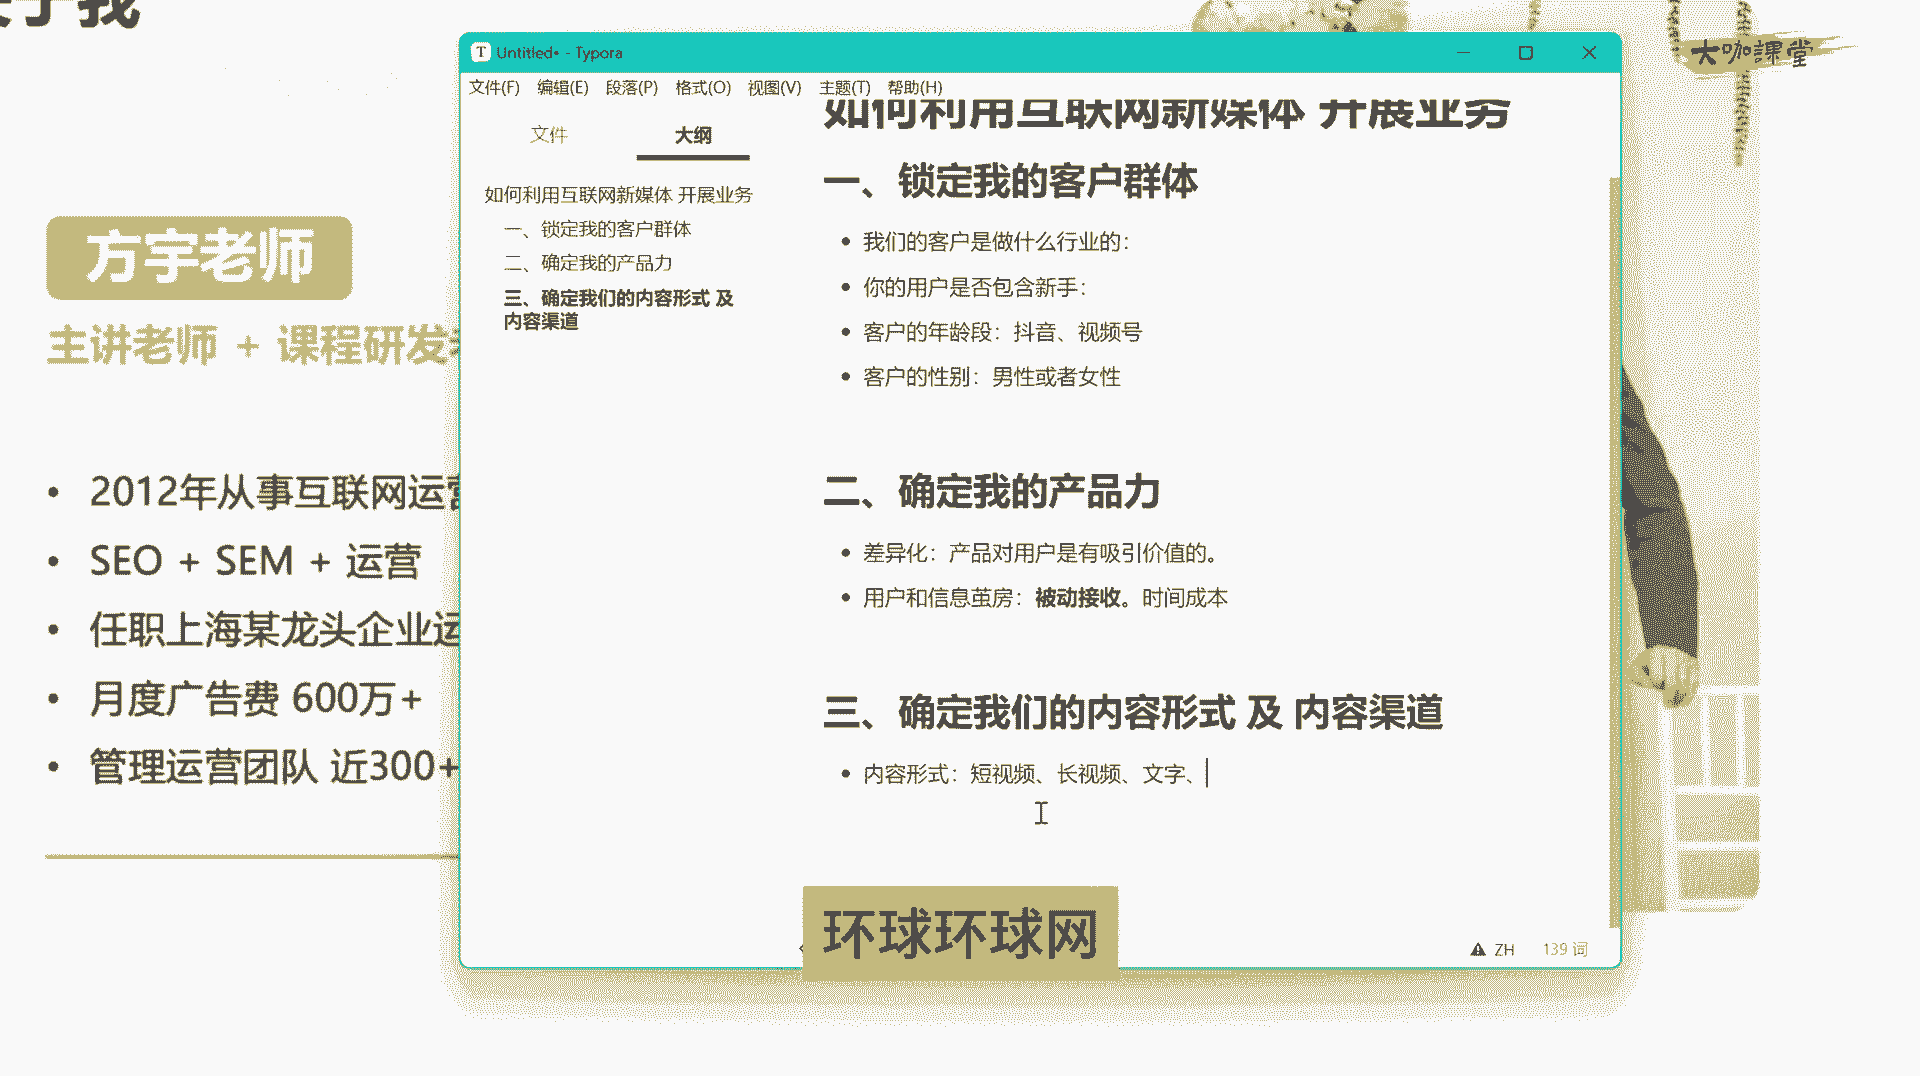 于我
大咖課堂
Untitled• - Typora
文件(F) 编辑(E) 段落(P) 格式(O) 视图(V) 主题(T) 帮助(H)
文件 大纲
如何利用互联网新媒体 开展业务
一、锁定我的客户群体
二、确定我的产品力
三、确定我们的内容形式 及
内容渠道
如何利用互联网新媒体 开展业务
一、锁定我的客户群体
我们的客户是做什么行业的：
你的用户是否包含新手：
客户的年龄段：抖音、视频号
客户的性别：男性或者女性
二、确定我的产品力
差异化：产品对用户是有吸引价值的。
用户和信息茧房：被动接收。时间成本
三、确定我们的内容形式 及 内容渠道
内容形式：短视频、长视频、文字、
ZH 139 词
方宇老师
主讲老师 + 课程研发
• 2012年从事互联网运营
• SEO + SEM + 运营
• 任职上海某龙头企业运
• 月度广告费 600万+
• 管理运营团队 近300+
环球环球网